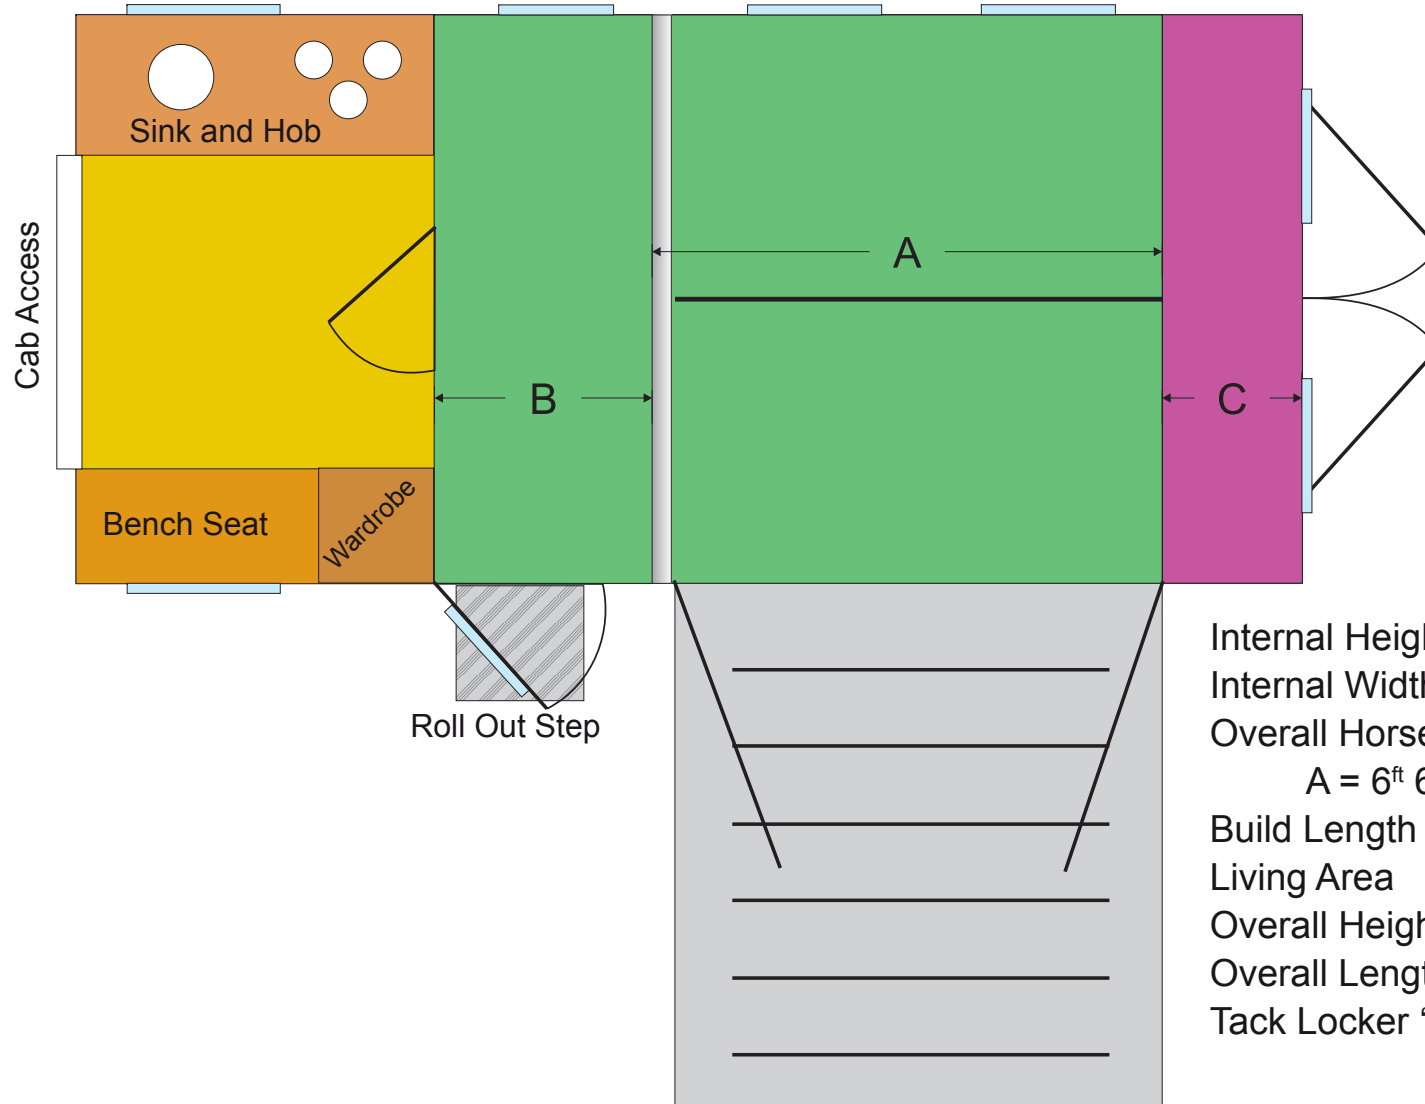 Sink and Hob
Cab Access
A
B
C
Bench Seat
Wardrobe
Roll Out Step
Internal
Internal
Overall
A = 6ft
Build Length
Living Area
Overall
Overall
Tack Locker